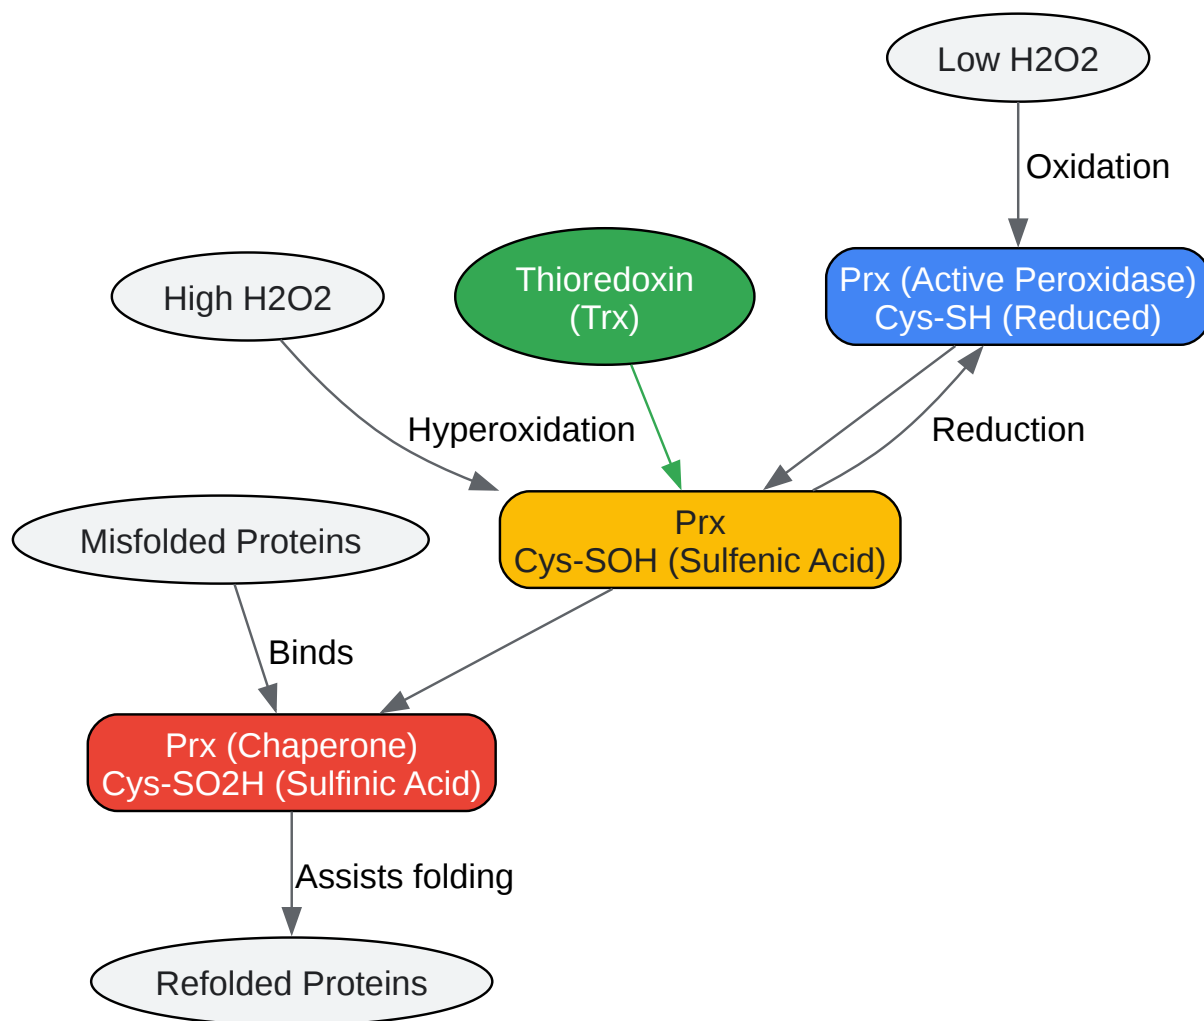 Low H2O2
Oxidation
High H2O2
Thioredoxin
(Trx)
Prx (Active Peroxidase)
Cys-SH (Reduced)
Hyperoxidation
Reduction
Prx
Cys-SOH (Sulfenic Acid)
Misfolded Proteins
Binds
Prx (Chaperone)
Cys-SO2H (Sulfinic Acid)
Assists folding
Refolded Proteins